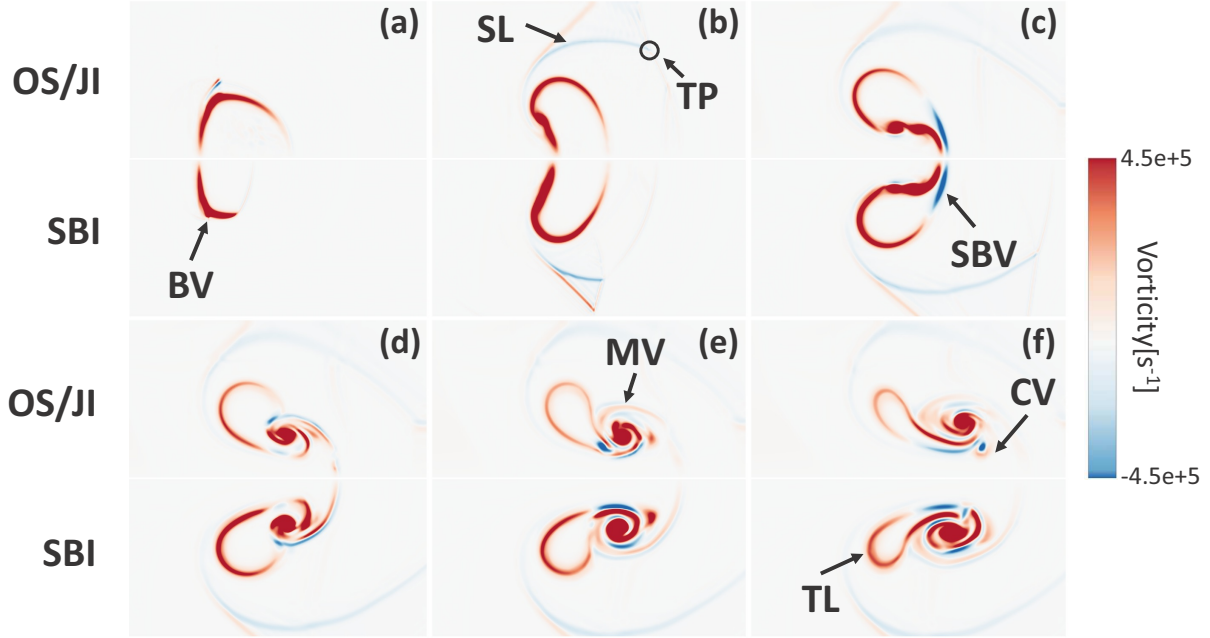 (a)
SL
(b)
(c)
OS/JI
TP
4.5e+5
SBI
BV
SBV
Vorticity[s-1]
(d)
MV
(e)
(f)
OS/JI
CV
-4.5e+5
SBI
TL